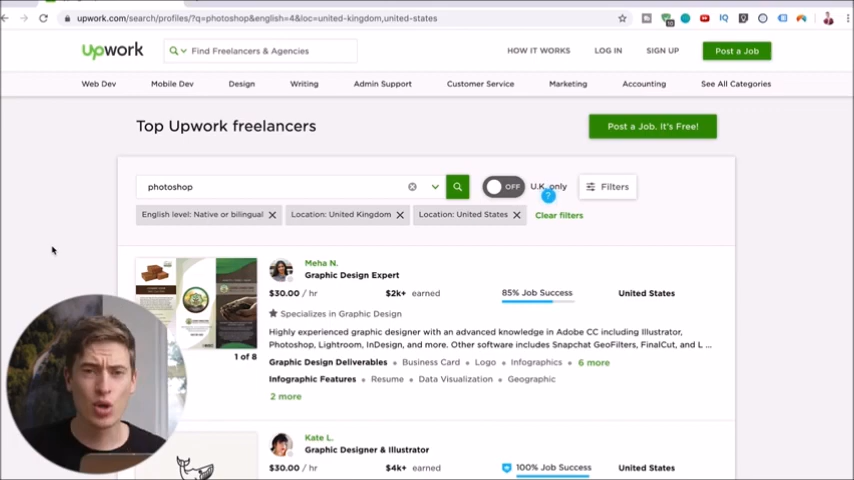 upwork.com/search/profiles/?q=photoshop&english=4&loc=united-kingdom,united-states
upwork
Find Freelancers & Agencies
HOW IT WORKS
LOG IN
SIGN UP
Post a Job
Web Dev
Mobile Dev
Design
Writing
Admin Support
Customer Service
Marketing
Accounting
See All Categories
Top Upwork freelancers
Post a Job. it's Free!
photoshop
OFF
U.K. only
?
Filters
English level: Native or bilingual
Location: United Kingdom
Location: United States
Clear filters
Meha N.
Graphic Design Expert
$30.00 / hr
$2k+ earned
85% Job Success
United States
Specializes in Graphic Design
Highly experienced graphic designer with an advanced knowledge in Adobe CC including Illustrator,
Photoshop, Lightroom, InDesign, and more. Other software includes Snapchat GeoFilters, FinalCut, and L ...
1 of 8
Graphic Design Deliverables • Business Card • Logo • Infographics • 6 more
Infographic Features • Resume • Data Visualization • Geographic
2 more
Kate L.
Graphic Designer & Illustrator
$30.00 / hr
$4k+ earned
100% Job Success
United States